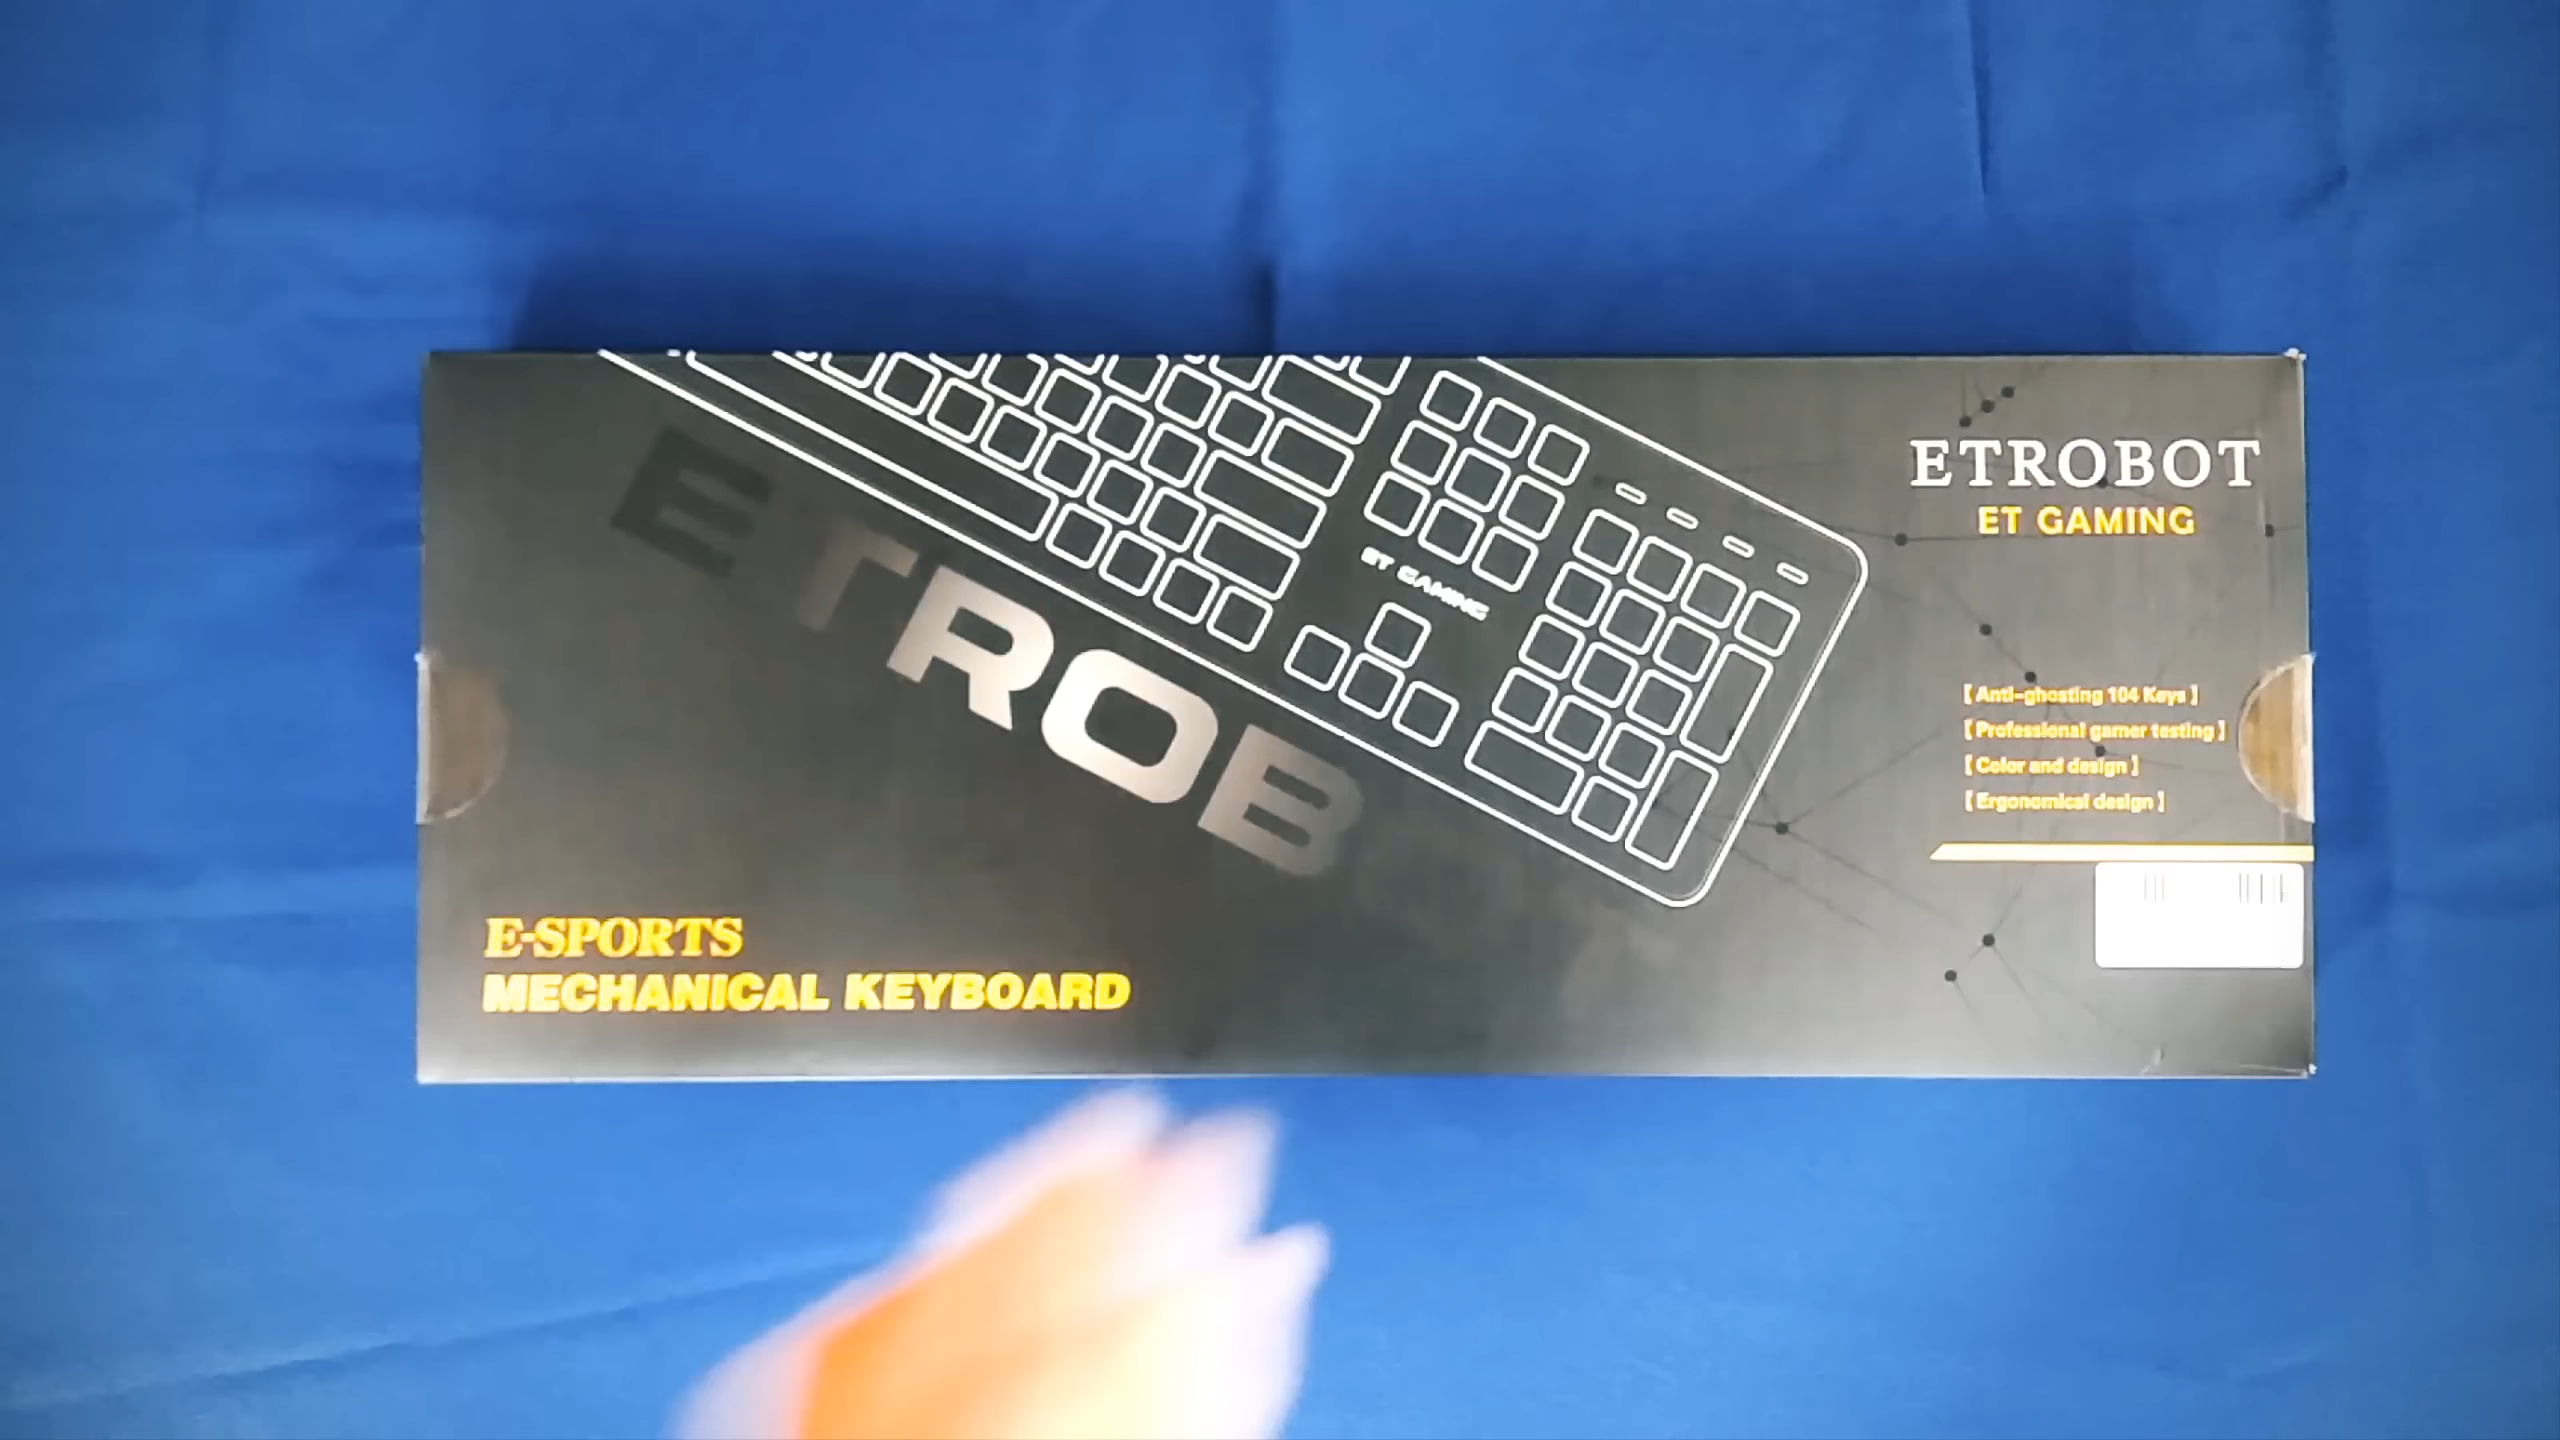 ETROBOT
ET GAMING
ET GAMING
ETROB
【Anti-ghosting 104 Keys】
【Professional gamer testing】
【Color and design】
【Ergonomical design】
E-SPORTS
MECHANICAL KEYBOARD